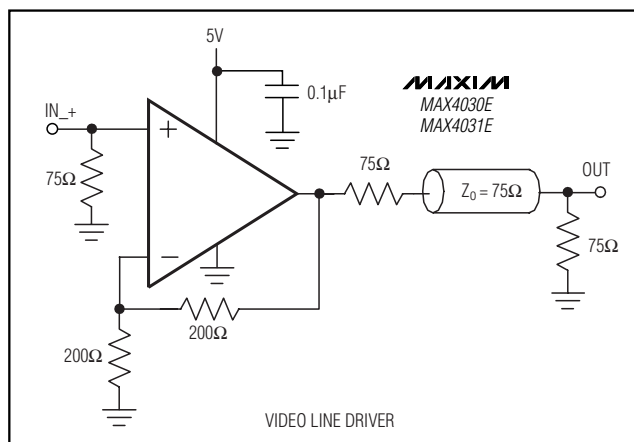 5V
0.1µF
MAXIM
MAX4030E
MAX4031E
IN_+
+
75Ω
75Ω
Z0 = 75Ω
OUT
75Ω
−
200Ω
200Ω
VIDEO LINE DRIVER